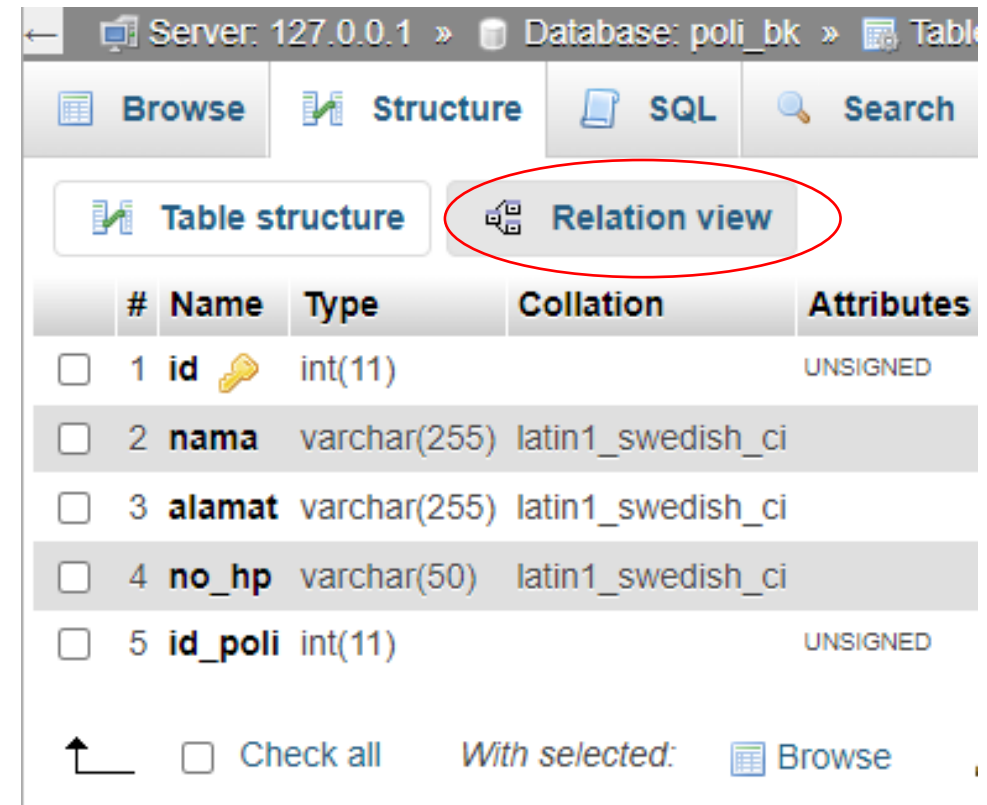 ← Server: 127.0.0.1 » Database: poli_bk » Table
Browse Structure SQL Search
Table structure Relation view
# Name Type Collation Attributes
1 id int(11) UNSIGNED
2 nama varchar(255) latin1_swedish_ci
3 alamat varchar(255) latin1_swedish_ci
4 no_hp varchar(50) latin1_swedish_ci
5 id_poli int(11) UNSIGNED
Check all With selected: Browse